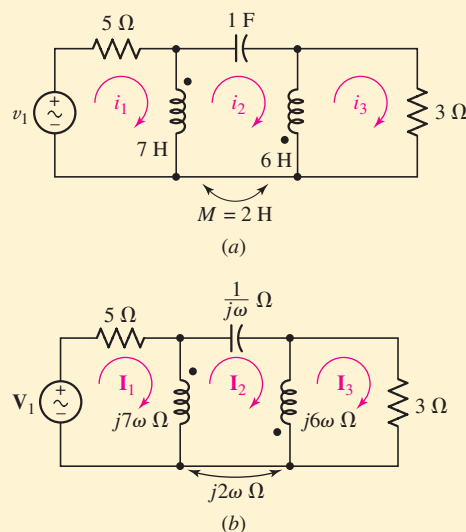 1 F
5 Ω
v₁
+
−
i₁
i₂
i₃
3 Ω
7 H
6 H
M = 2 H
(a)
1/jω Ω
5 Ω
V₁
+
−
I₁
I₂
I₃
3 Ω
j7ω Ω
j6ω Ω
j2ω Ω
(b)